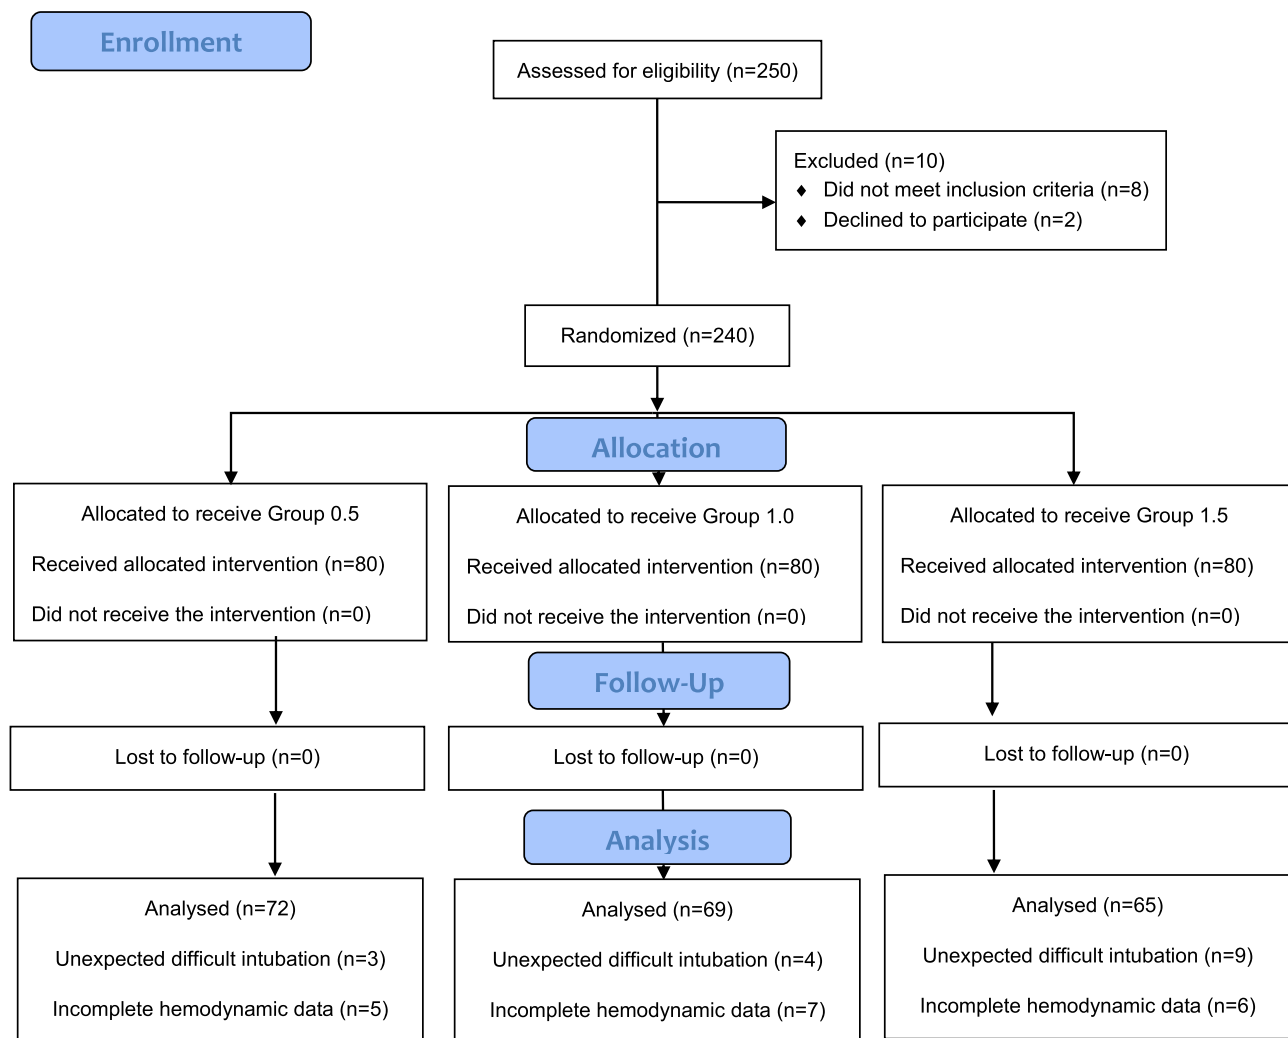 Enrollment
Assessed for eligibility (n=250)
Excluded (n=10)
♦ Did not meet inclusion criteria (n=8)
♦ Declined to participate (n=2)
Randomized (n=240)
Allocation
Allocated to receive Group 0.5
Received allocated intervention (n=80)
Did not receive the intervention (n=0)
Allocated to receive Group 1.0
Received allocated intervention (n=80)
Did not receive the intervention (n=0)
Allocated to receive Group 1.5
Received allocated intervention (n=80)
Did not receive the intervention (n=0)
Follow-Up
Lost to follow-up (n=0)
Lost to follow-up (n=0)
Lost to follow-up (n=0)
Analysis
Analysed (n=72)
Unexpected difficult intubation (n=3)
Incomplete hemodynamic data (n=5)
Analysed (n=69)
Unexpected difficult intubation (n=4)
Incomplete hemodynamic data (n=7)
Analysed (n=65)
Unexpected difficult intubation (n=9)
Incomplete hemodynamic data (n=6)